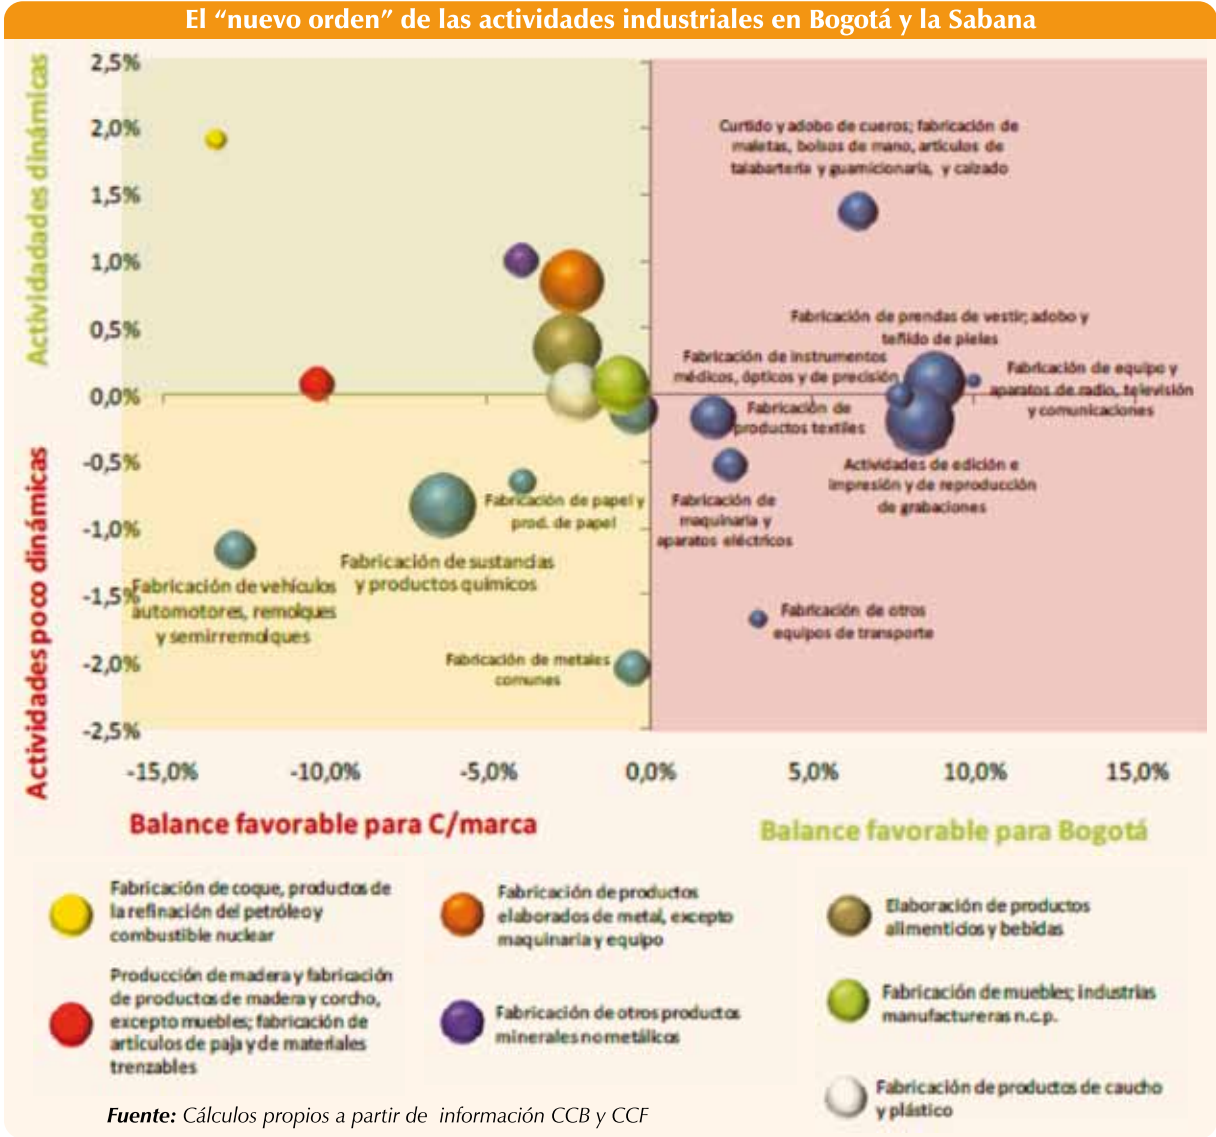 El “nuevo orden” de las actividades industriales en Bogotá y la Sabana
Actividades dinámicas
Actividades poco dinámicas
2,5%
2,0%
1,5%
1,0%
0,5%
0,0%
-0,5%
-1,0%
-1,5%
-2,0%
-2,5%
Curtido y adobo de cueros; fabricación de
maletas, bolsos de mano, artículos de
talabartería y guarnicionaría, y calzado
Fabricación de prendas de vestir; adobo y
teñido de pieles
Fabricación de instrumentos
médicos, ópticos y de precisión
Fabricación de equipo y
aparatos de radio, televisión
y comunicaciones
Fabricación de
productos textiles
Actividades de edición e
impresión y de reproducción
de grabaciones
Fabricación de
maquinaria y
aparatos eléctricos
Fabricación de papel y
prod. de papel
Fabricación de sustancias
y productos químicos
Fabricación de vehículos
automotores, remolques
y semirremolques
Fabricación de otros
equipos de transporte
Fabricación de metales
comunes
-15,0% -10,0% -5,0% 0,0% 5,0% 10,0% 15,0%
Balance favorable para C/marca
Balance favorable para Bogotá
Fabricación de coque, productos de
la refinación del petróleo y
combustible nuclear
Fabricación de productos
elaborados de metal, excepto
maquinaria y equipo
Elaboración de productos
alimenticios y bebidas
Producción de madera y fabricación
de productos de madera y corcho,
excepto muebles; fabricación de
artículos de paja y de materiales
trenzables
Fabricación de otros productos
minerales no metálicos
Fabricación de muebles; industrias
manufactureras n.c.p.
Fabricación de productos de caucho
y plástico
Fuente: Cálculos propios a partir de información CCB y CCF